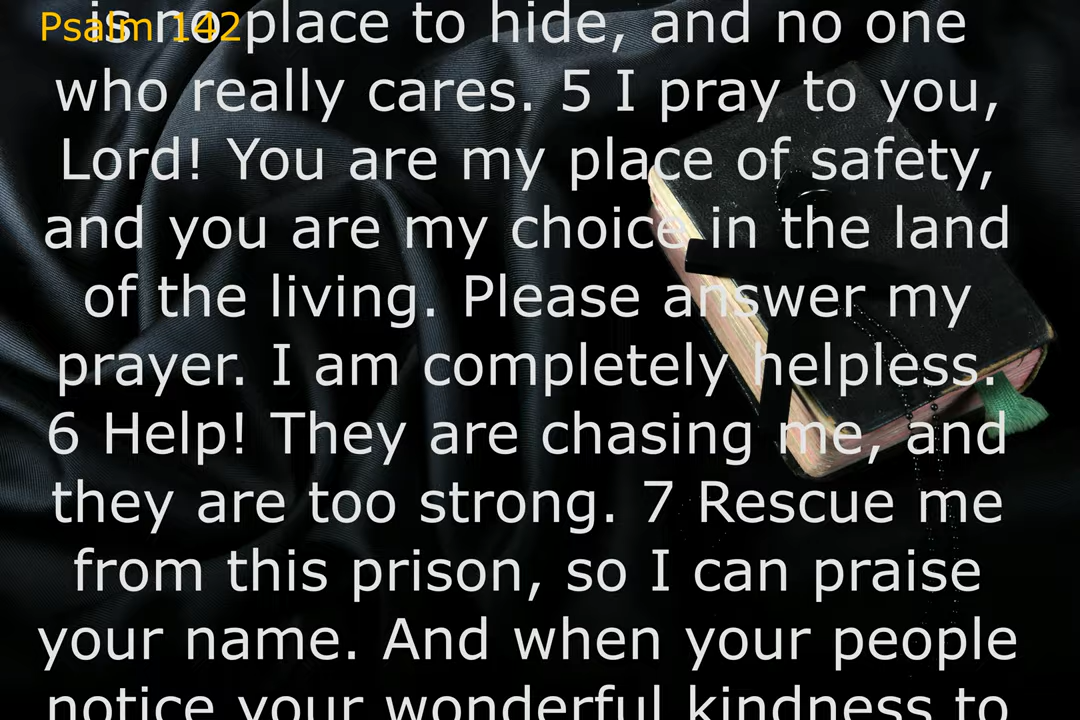 Psalm 142
is no place to hide, and no one
who really cares. 5 I pray to you,
Lord! You are my place of safety,
and you are my choice in the land
of the living. Please answer my
prayer. I am completely helpless.
6 Help! They are chasing me, and
they are too strong. 7 Rescue me
from this prison, so I can praise
your name. And when your people
notice your wonderful kindness to